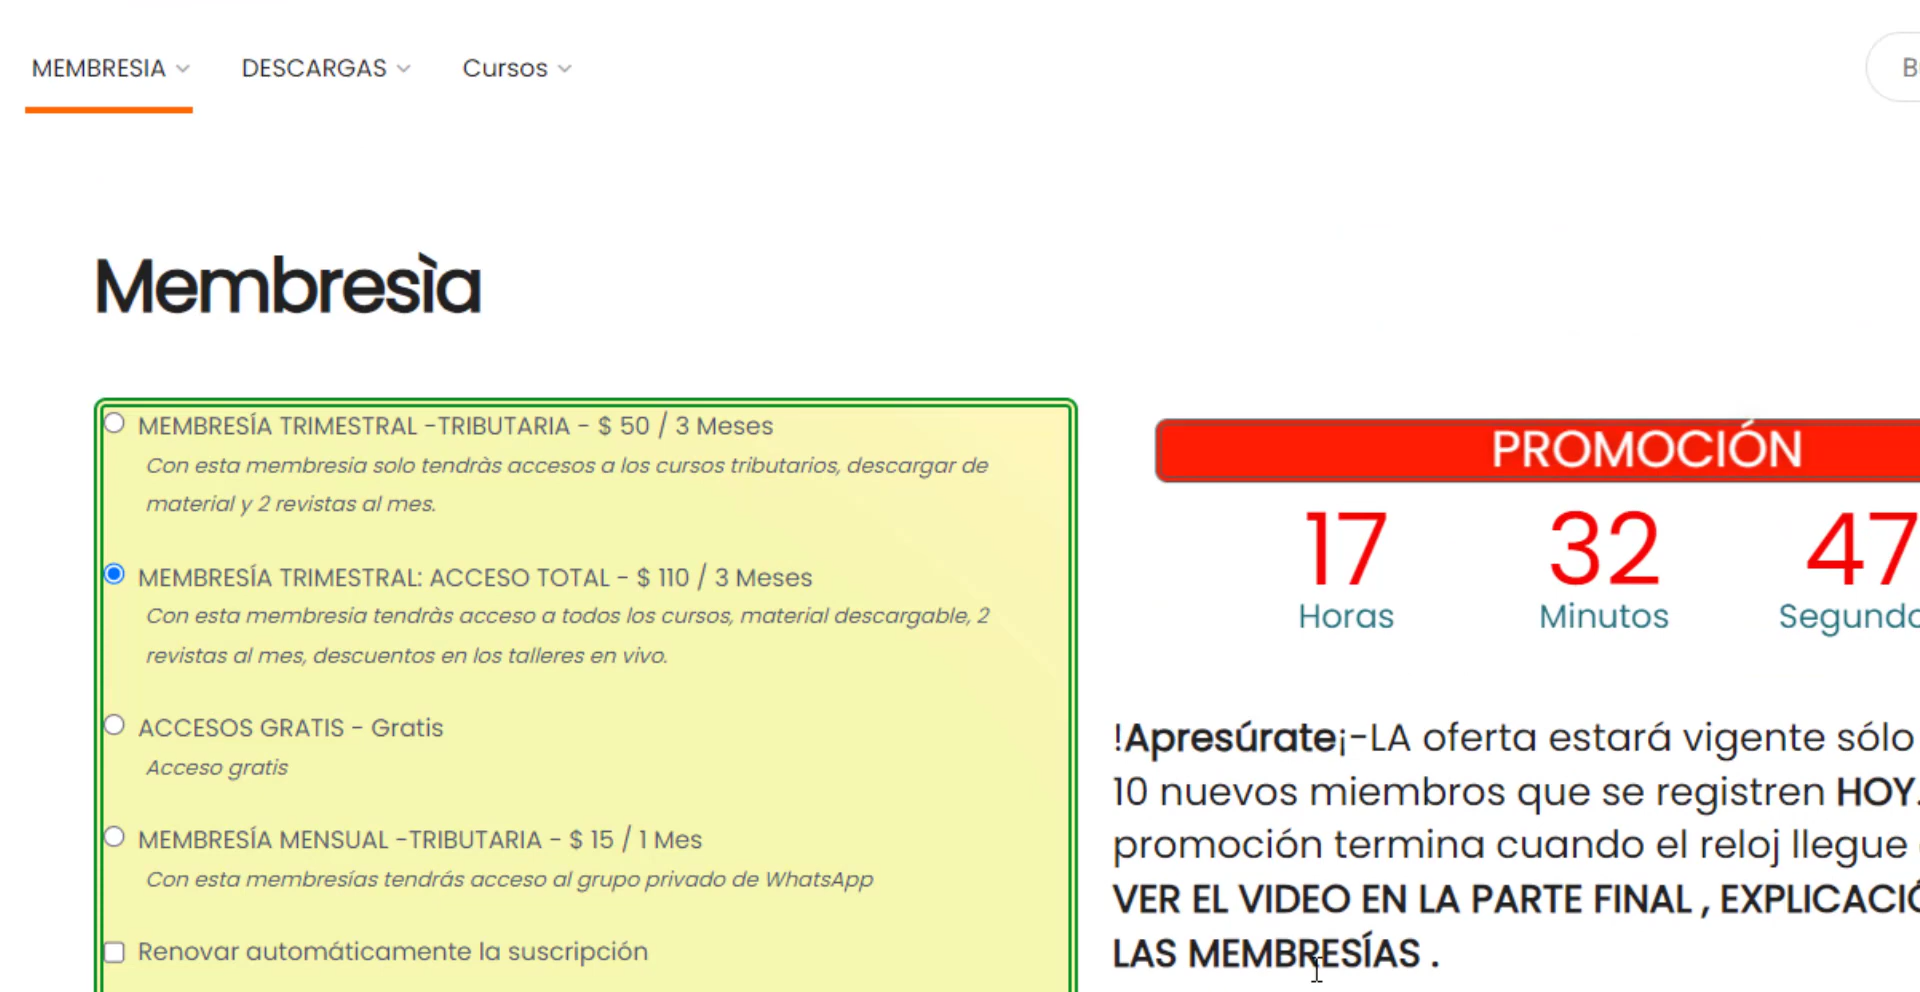 MEMBRESIA DESCARGAS Cursos
Membresìa
MEMBRESÍA TRIMESTRAL -TRIBUTARIA - $ 50 / 3 Meses
Con esta membresia solo tendràs accesos a los cursos tributarios, descargar de
material y 2 revistas al mes.
MEMBRESÍA TRIMESTRAL: ACCESO TOTAL - $ 110 / 3 Meses
Con esta membresia tendràs acceso a todos los cursos, material descargable, 2
revistas al mes, descuentos en los talleres en vivo.
ACCESOS GRATIS - Gratis
Acceso gratis
MEMBRESÍA MENSUAL -TRIBUTARIA - $ 15 / 1 Mes
Con esta membresías tendrás acceso al grupo privado de WhatsApp
Renovar automáticamente la suscripción
PROMOCIÓN
17 32 47
Horas Minutos
!Apresúrate¡-LA oferta estará vigente sólo
10 nuevos miembros que se registren HOY.
promoción termina cuando el reloj llegue
VER EL VIDEO EN LA PARTE FINAL ,
LAS MEMBRESÍAS .